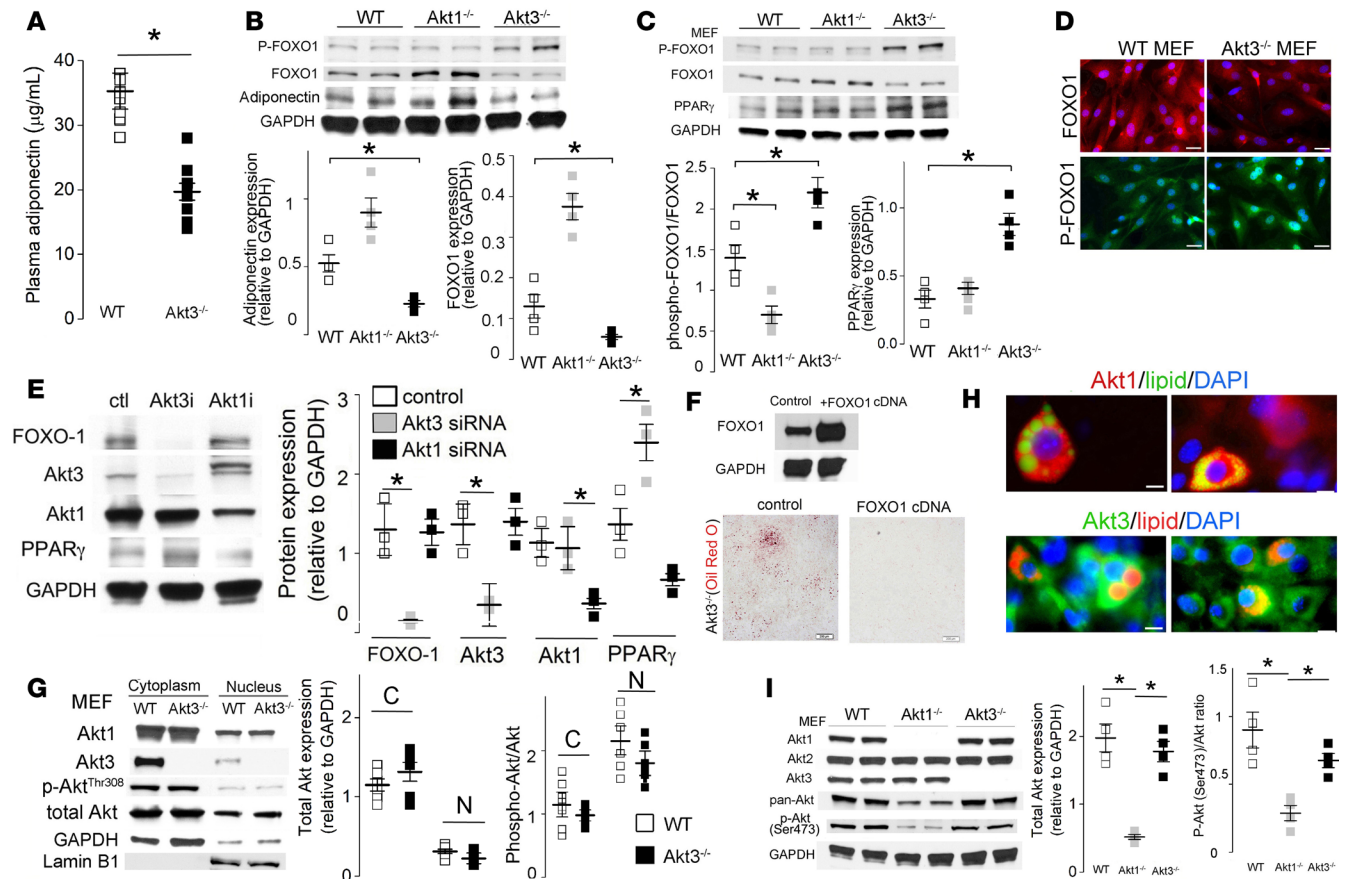 A
*
Plasma adiponectin (µg/mL)
40
30
20
10
0
WT
Akt3-/-
B
WT Akt1-/- Akt3-/-
P-FOXO1
FOXO1
Adiponectin
GAPDH
*
Adiponectin expression
(relative to GAPDH)
1
0.5
0
WT Akt1-/- Akt3-/-
*
FOXO1 expression
(relative to GAPDH)
0.5
0.4
0.3
0.2
0.1
0
WT Akt1-/- Akt3-/-
C
WT Akt1-/- Akt3-/-
MEF
P-FOXO1
FOXO1
PPARγ
GAPDH
*
*
phospho-FOXO1/FOXO1
2.5
2
1.5
1
0.5
0
WT Akt1-/- Akt3-/-
*
PPARγ expression
(relative to GAPDH)
1.0
0.5
0.0
WT Akt1-/- Akt3-/-
D
WT MEF Akt3-/- MEF
FOXO1
P-FOXO1
E
ctl Akt3i Akt1i
FOXO-1
Akt3
Akt1
PPARγ
GAPDH
Protein expression
(relative to GAPDH)
3
2
1
0
control
Akt3 siRNA
Akt1 siRNA
*
*
*
*
FOXO-1 Akt3 Akt1 PPARγ
F
Control +FOXO1 cDNA
FOXO1
GAPDH
control FOXO1 cDNA
Akt3-/-(Oil Red O)
H
Akt1/lipid/DAPI
Akt3/lipid/DAPI
G
MEF
Cytoplasm Nucleus
WT Akt3-/- WT Akt3-/-
Akt1
Akt3
p-AktThr308
total Akt
GAPDH
Lamin B1
Total Akt expression
(relative to GAPDH)
2
1
0
C
N
Phospho-Akt/Akt
2
1
0
C
N
WT
Akt3-/-
I
MEF
WT Akt1-/- Akt3-/-
Akt1
Akt2
Akt3
pan-Akt
p-Akt
(Ser473)
GAPDH
Total Akt expression
(relative to GAPDH)
2
1
0
* *
WT Akt1-/- Akt3-/-
P-Akt (Ser473)/Akt ratio
1.5
1
0.5
0
* *
WT Akt1-/- Akt3-/-